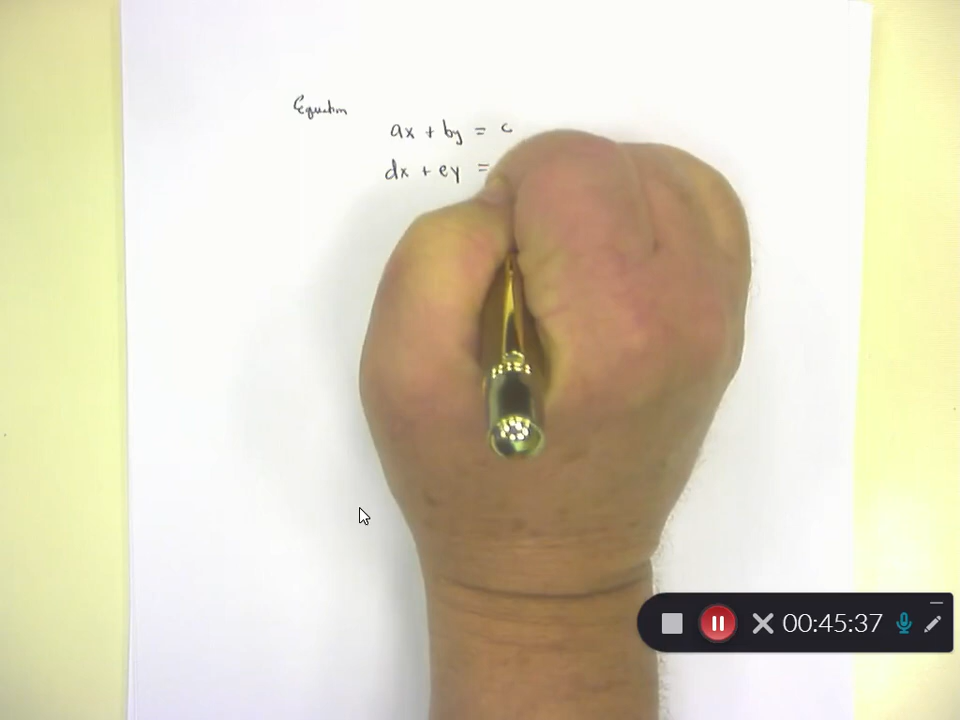 Equation
ax + by = c
dx + ey =
00:45:37